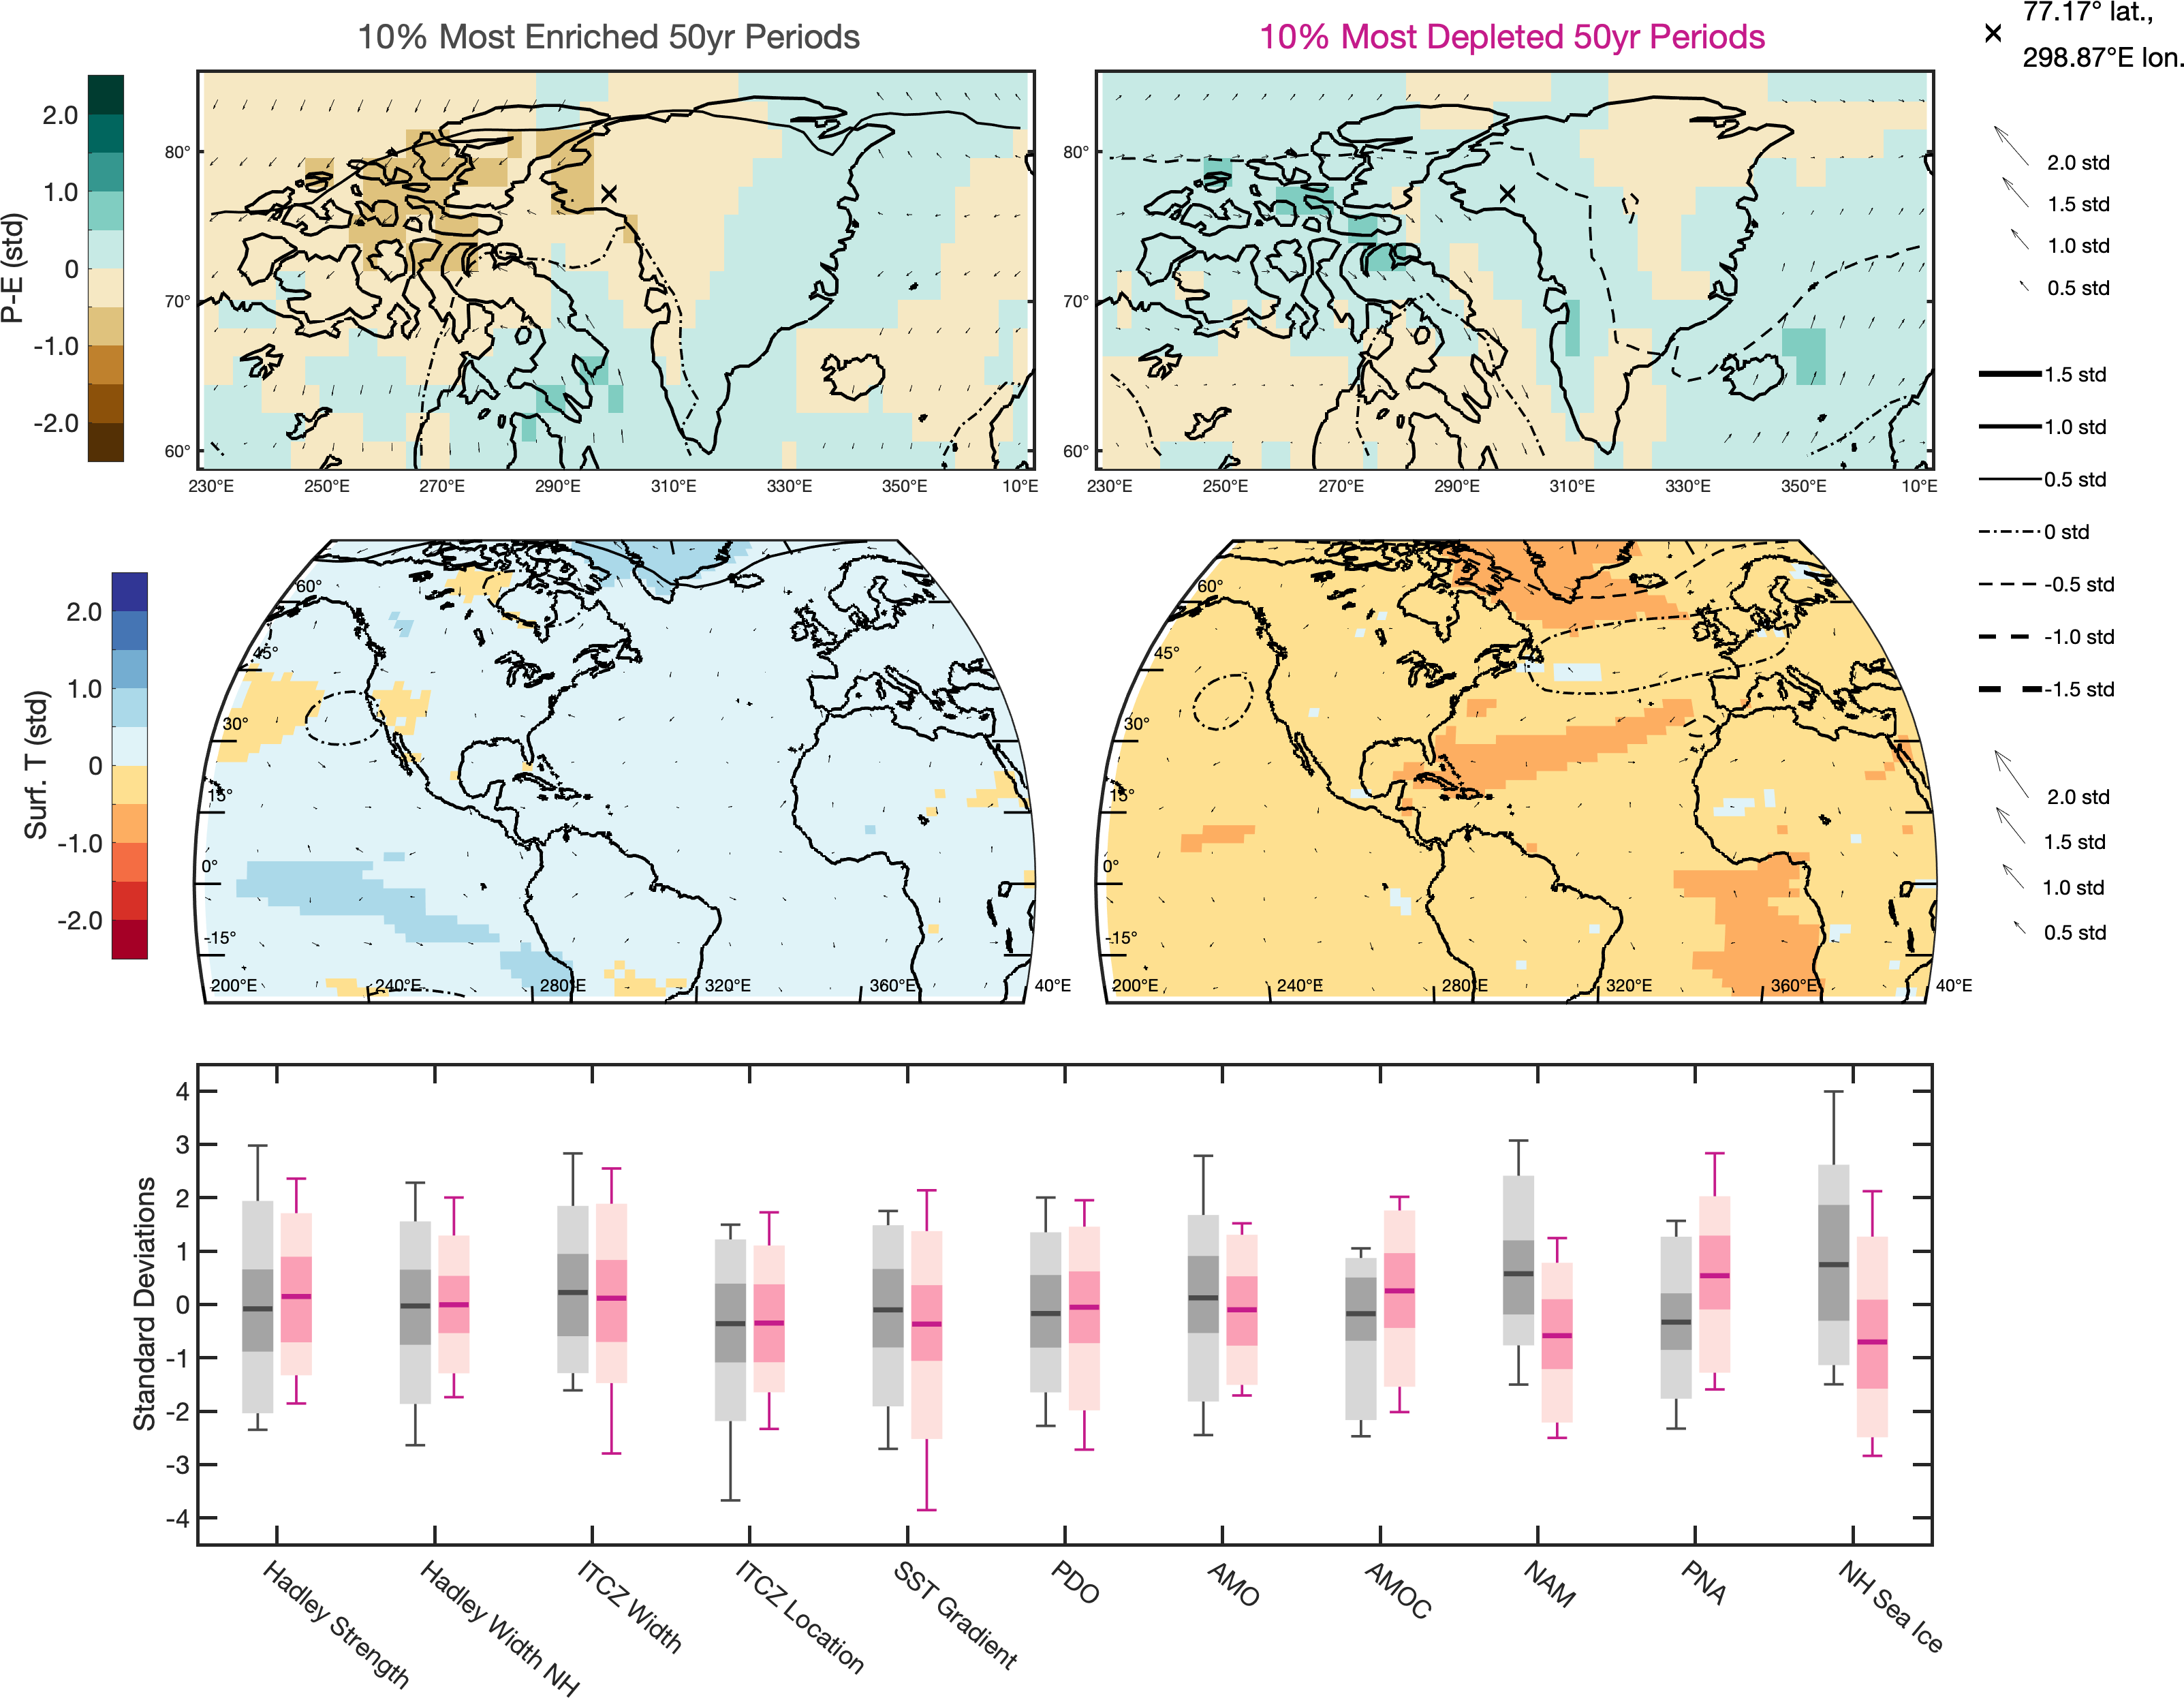 10% Most Enriched 50yr Periods
10% Most Depleted 50yr Periods
77.17° lat.,
298.87°E lon.
P-E (std)
2.0
1.0
0
-1.0
-2.0
80°
70°
60°
230°E 250°E 270°E 290°E 310°E 330°E 350°E 10°E
80°
70°
60°
230°E 250°E 270°E 290°E 310°E 330°E 350°E 10°E
2.0 std
1.5 std
1.0 std
0.5 std
1.5 std
1.0 std
0.5 std
0 std
-0.5 std
-1.0 std
-1.5 std
Surf. T (std)
2.0
1.0
0
-1.0
-2.0
60°
45°
30°
15°
0°
-15°
200°E 240°E 280°E 320°E 360°E 40°E
60°
45°
30°
15°
0°
-15°
200°E 240°E 280°E 320°E 360°E 40°E
2.0 std
1.5 std
1.0 std
0.5 std
Standard Deviations
4
3
2
1
0
-1
-2
-3
-4
Hadley Strength
Hadley Width NH
ITCZ Width
ITCZ Location
SST Gradient
PDO
AMO
AMOC
NAM
PNA
NH Sea Ice